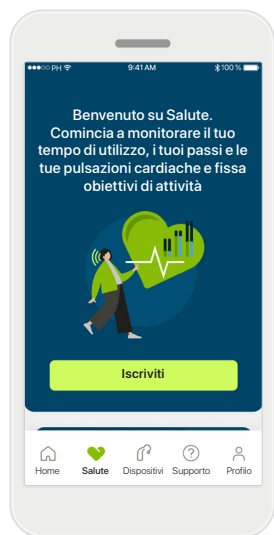 PH 9:41 AM 100 %
Benvenuto su Salute.
Comincia a monitorare il tuo
tempo di utilizzo, i tuoi passi e le
tue pulsazioni cardiache e fissa
obiettivi di attività
Iscriviti
Home Salute Dispositivi Supporto Profilo